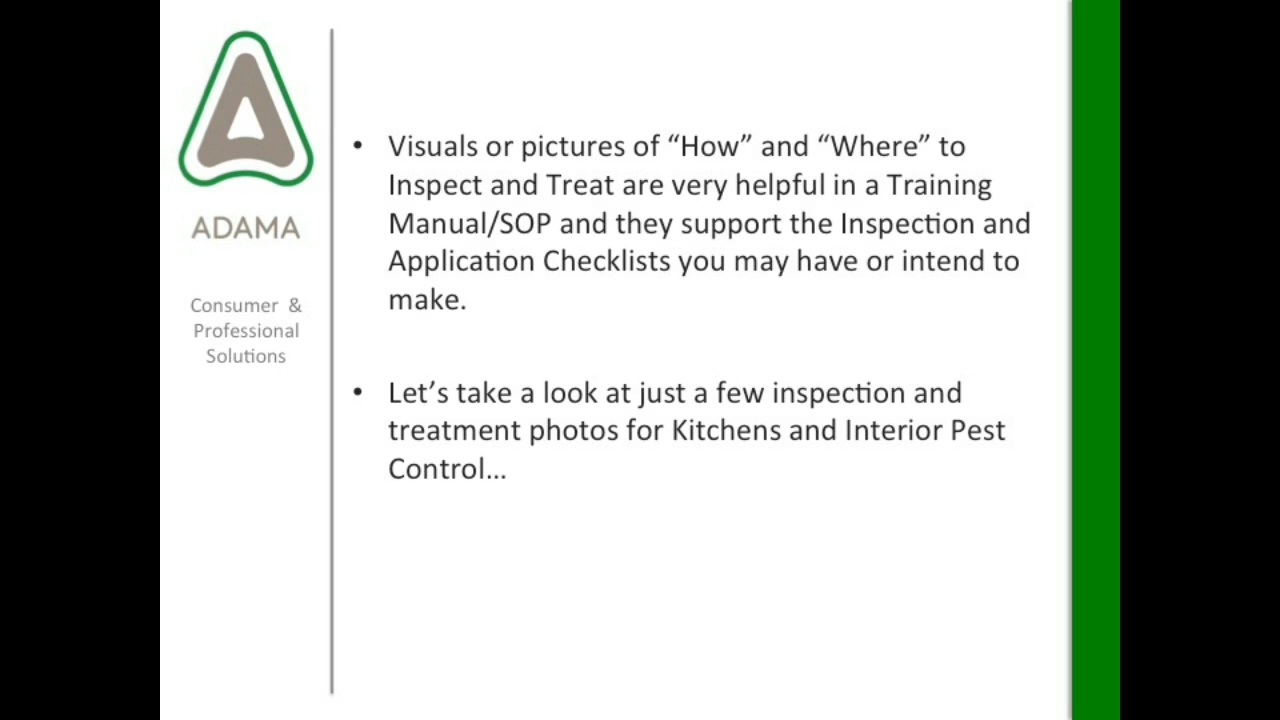 ADAMA
Consumer &
Professional
Solutions
• Visuals or pictures of “How” and “Where” to
Inspect and Treat are very helpful in a Training
Manual/SOP and they support the Inspection and
Application Checklists you may have or intend to
make.
• Let’s take a look at just a few inspection and
treatment photos for Kitchens and Interior Pest
Control...